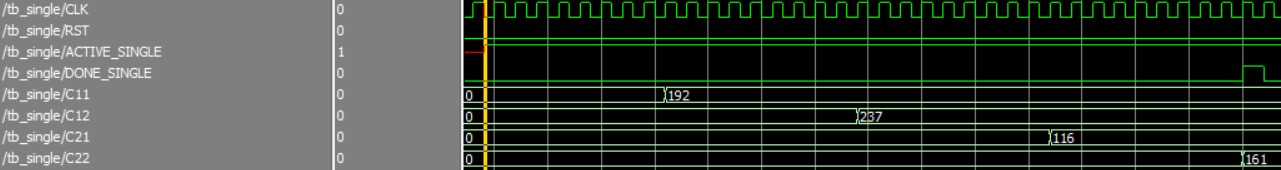 /tb_single/CLK 0
/tb_single/RST 0
/tb_single/ACTIVE_SINGLE 1
/tb_single/DONE_SINGLE 0
/tb_single/C11 0 0 192
/tb_single/C12 0 0 237
/tb_single/C21 0 0 116
/tb_single/C22 0 0 161